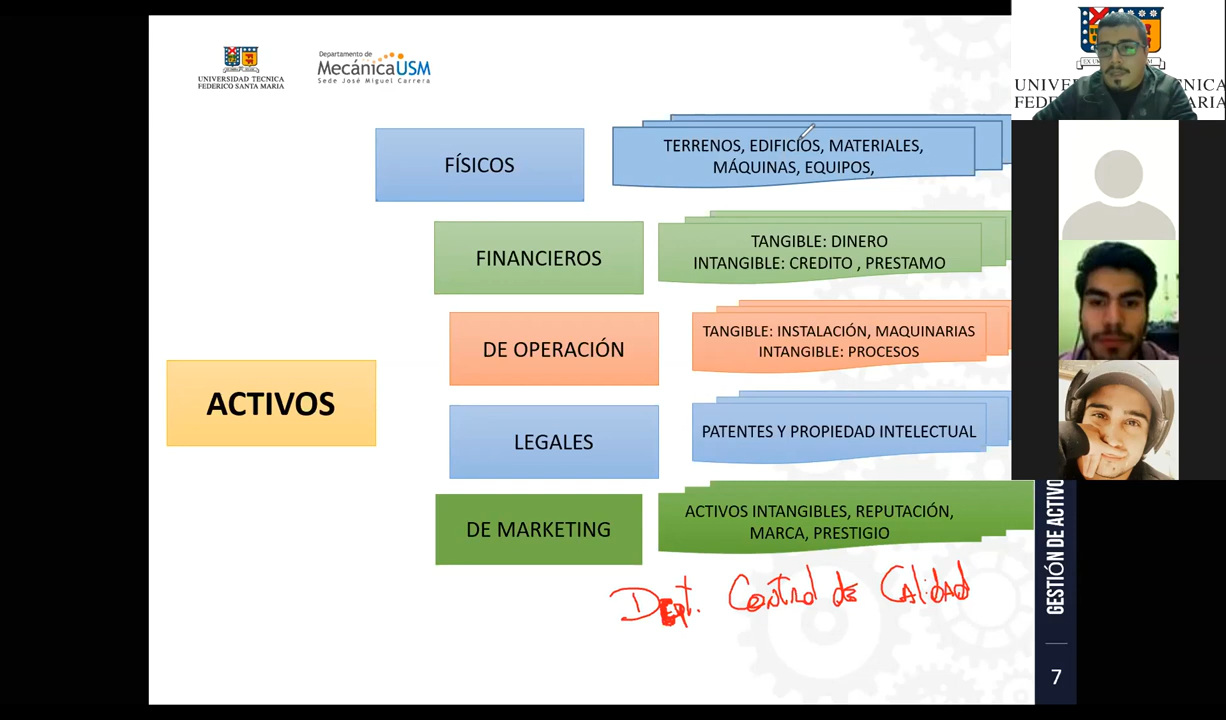 UNIVERSIDAD TECNICA
FEDERICO SANTA MARIA
Departamento de
MecánicaUSM
Sede José Miguel Carrera
FÍSICOS
TERRENOS, EDIFICIOS, MATERIALES,
MÁQUINAS, EQUIPOS,
FINANCIEROS
TANGIBLE: DINERO
INTANGIBLE: CREDITO , PRESTAMO
DE OPERACIÓN
TANGIBLE: INSTALACIÓN, MAQUINARIAS
INTANGIBLE: PROCESOS
ACTIVOS
LEGALES
PATENTES Y PROPIEDAD INTELECTUAL
DE MARKETING
ACTIVOS INTANGIBLES, REPUTACIÓN,
MARCA, PRESTIGIO
Dept. Control de Calidad
GESTIÓN DE ACTIVO
7